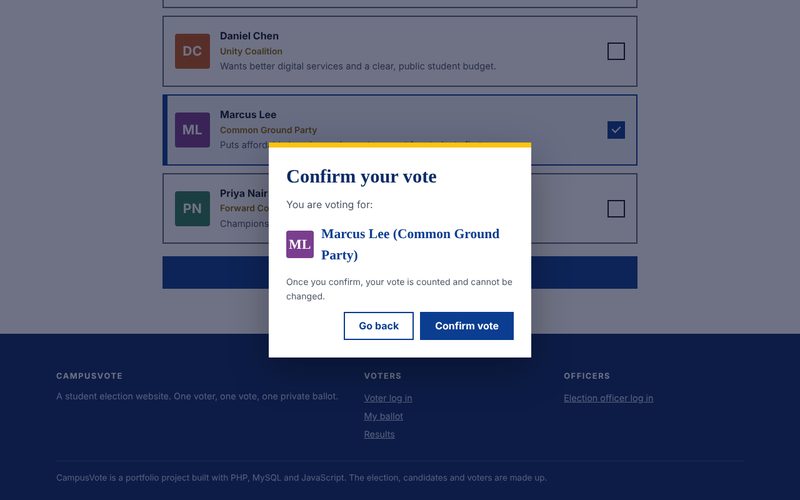 DC
Daniel Chen
Unity Coalition
Wants better digital services and a clear, public student budget.
ML
Marcus Lee
Common Ground Party
Puts
PN
Priya Nair
Forward
Champions
Confirm your vote
You are voting for:
ML
Marcus Lee (Common Ground
Party)
Once you confirm, your vote is counted and cannot be
changed.
Go back
Confirm vote
CAMPUSVOTE
A student election website. One voter, one vote, one private ballot.
VOTERS
Voter log in
My ballot
Results
OFFICERS
Election officer log in
CampusVote is a portfolio project built with PHP, MySQL and JavaScript. The election, candidates and voters are made up.